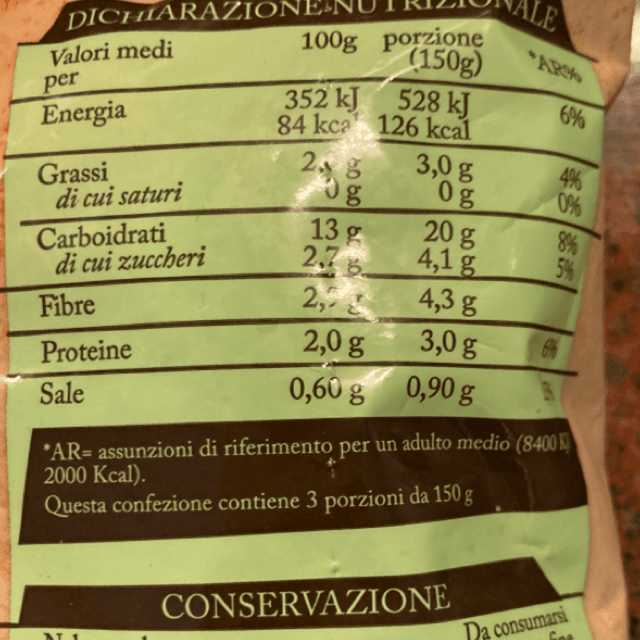 DICHIARAZIONE NUTRIZIONALE
Valori medi per 100g porzione (150g) *AR%
Energia 352 kJ 528 kJ 6%
84 kcal 126 kcal
Grassi g 3,0 g 4%
di cui saturi 0 g 0 g 0%
Carboidrati 13 g 20 g 8%
di cui zuccheri 2,7 g 4,1 g 5%
Fibre 4,3 g
Proteine 2,0 g 3,0 g 6%
Sale 0,60 g 0,90 g
*AR= assunzioni di riferimento per un adulto medio (8400 KJ
2000 Kcal).
Questa confezione contiene 3 porzioni da 150 g
CONSERVAZIONE
Da consumarsi